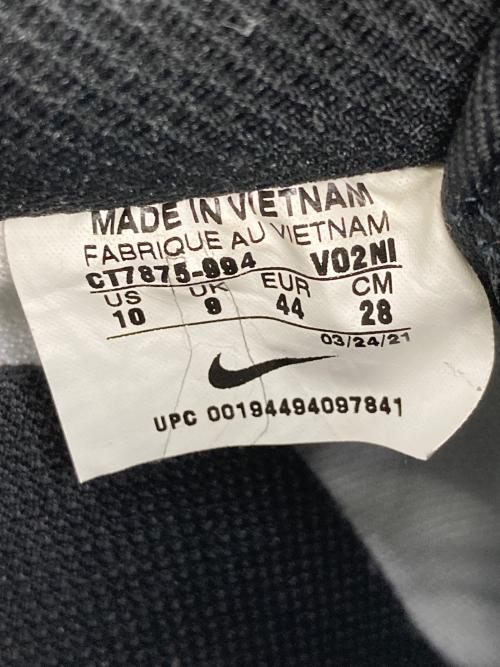 MADE IN VIETNAM
FABRIQUE AU VIETNAM
CT7875-994 V02NI
US UK EUR CM
10 9 44 28
03/24/21
UPC 00194494097841